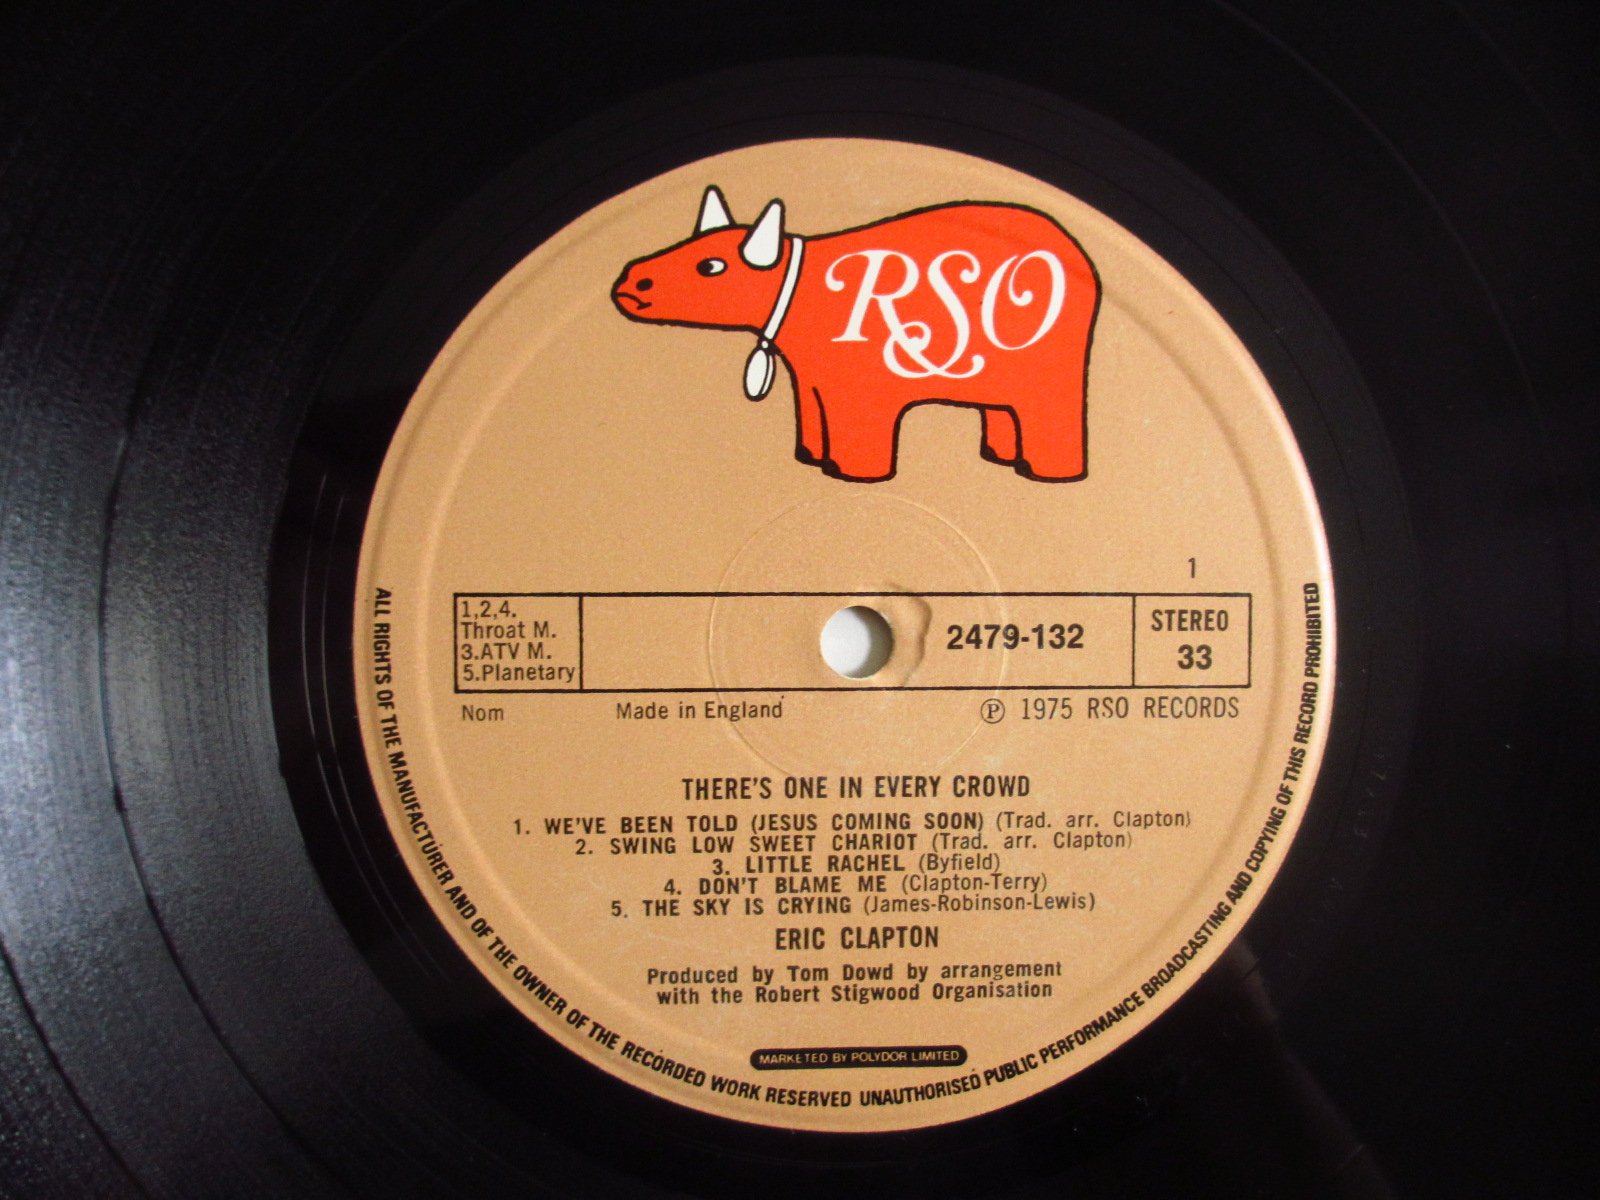 RSO
1
1,2,4.
Throat M.
3.ATV M.
5.Planetary
2479-132
STEREO
33
Nom
Made in England
℗ 1975 RSO RECORDS
THERE'S ONE IN EVERY CROWD
1. WE'VE BEEN TOLD (JESUS COMING SOON) (Trad. arr. Clapton)
2. SWING LOW SWEET CHARIOT (Trad. arr. Clapton)
3. LITTLE RACHEL (Byfield)
4. DON'T BLAME ME (Clapton-Terry)
5. THE SKY IS CRYING (James-Robinson-Lewis)
ERIC CLAPTON
Produced by Tom Dowd by arrangement
with the Robert Stigwood Organisation
MARKETED BY POLYDOR LIMITED
ALL RIGHTS OF THE MANUFACTURER AND OF THE OWNER OF THE RECORDED WORK RESERVED UNAUTHORISED PUBLIC PERFORMANCE BROADCASTING AND COPYING OF THIS RECORD PROHIBITED